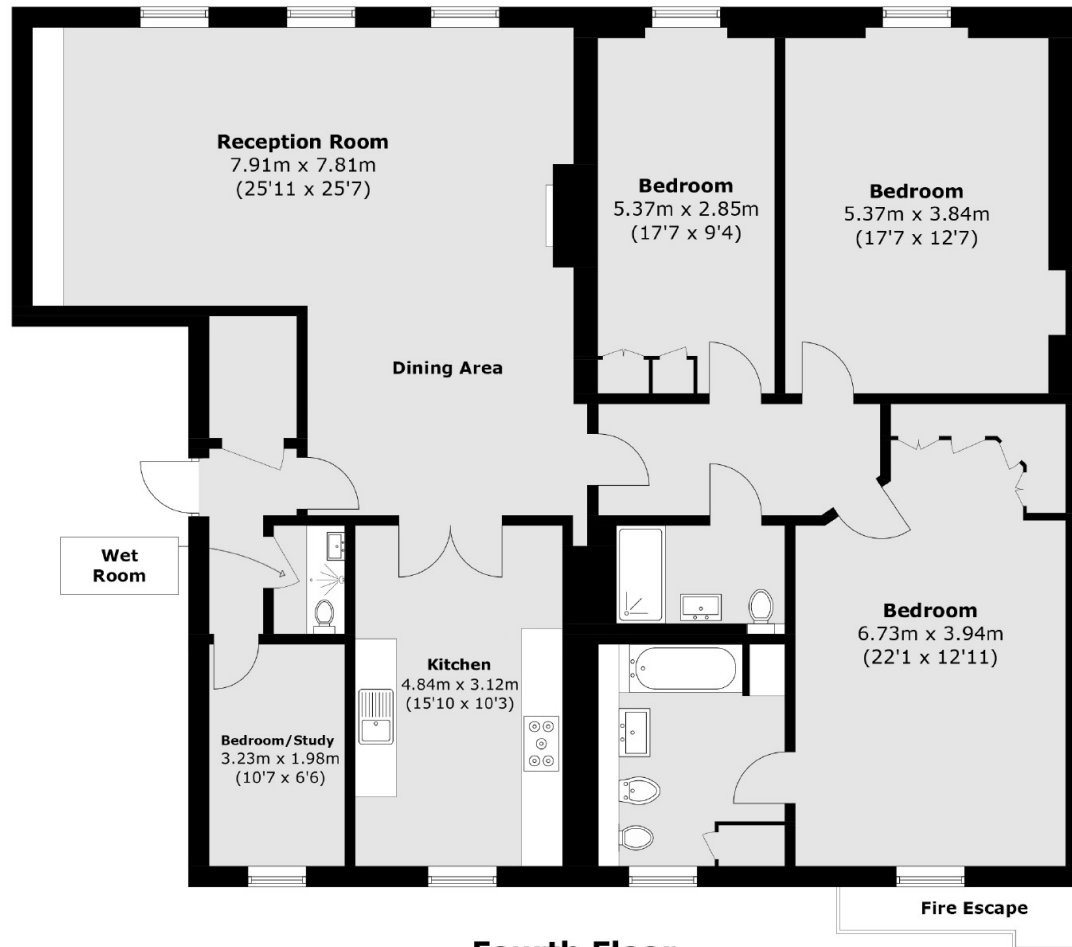 Reception Room
7.91m x 7.81m
(25'11 x 25'7)
Bedroom
5.37m x 2.85m
(17'7 x 9'4)
Bedroom
5.37m x 3.84m
(17'7 x 12'7)
Dining Area
Wet
Room
Bedroom
6.73m x 3.94m
(22'1 x 12'11)
Kitchen
4.84m x 3.12m
(15'10 x 10'3)
Bedroom/Study
3.23m x 1.98m
(10'7 x 6'6)
Fire Escape
Fourth Floor